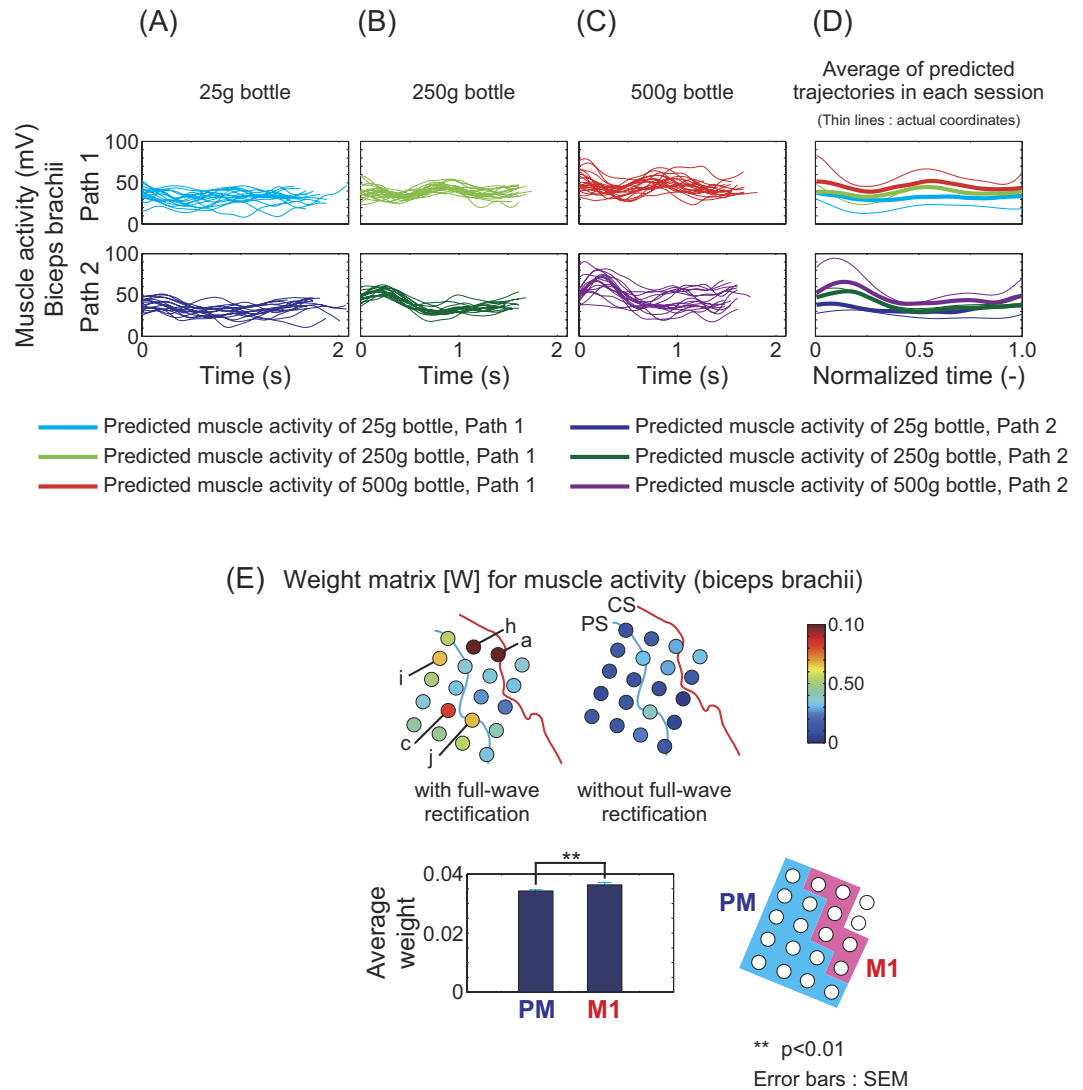 (A)
(B)
(C)
(D)
25g bottle
250g bottle
500g bottle
Average of predicted
trajectories in each session
(Thin lines : actual coordinates)
Muscle activity (mV)
Biceps brachii
Path 1
100
50
0
Path 2
100
50
0
0 1 2
0 1 2
0 1 2
0 0.5 1.0
Time (s)
Time (s)
Time (s)
Normalized time (-)
Predicted muscle activity of 25g bottle, Path 1
Predicted muscle activity of 250g bottle, Path 1
Predicted muscle activity of 500g bottle, Path 1
Predicted muscle activity of 25g bottle, Path 2
Predicted muscle activity of 250g bottle, Path 2
Predicted muscle activity of 500g bottle, Path 2
(E) Weight matrix [W] for muscle activity (biceps brachii)
h
a
i
c
j
with full-wave
rectification
CS
PS
without full-wave
rectification
0.10
0.50
0
Average
weight
0.04
0.02
0
**
PM
M1
PM
M1
** p<0.01
Error bars : SEM